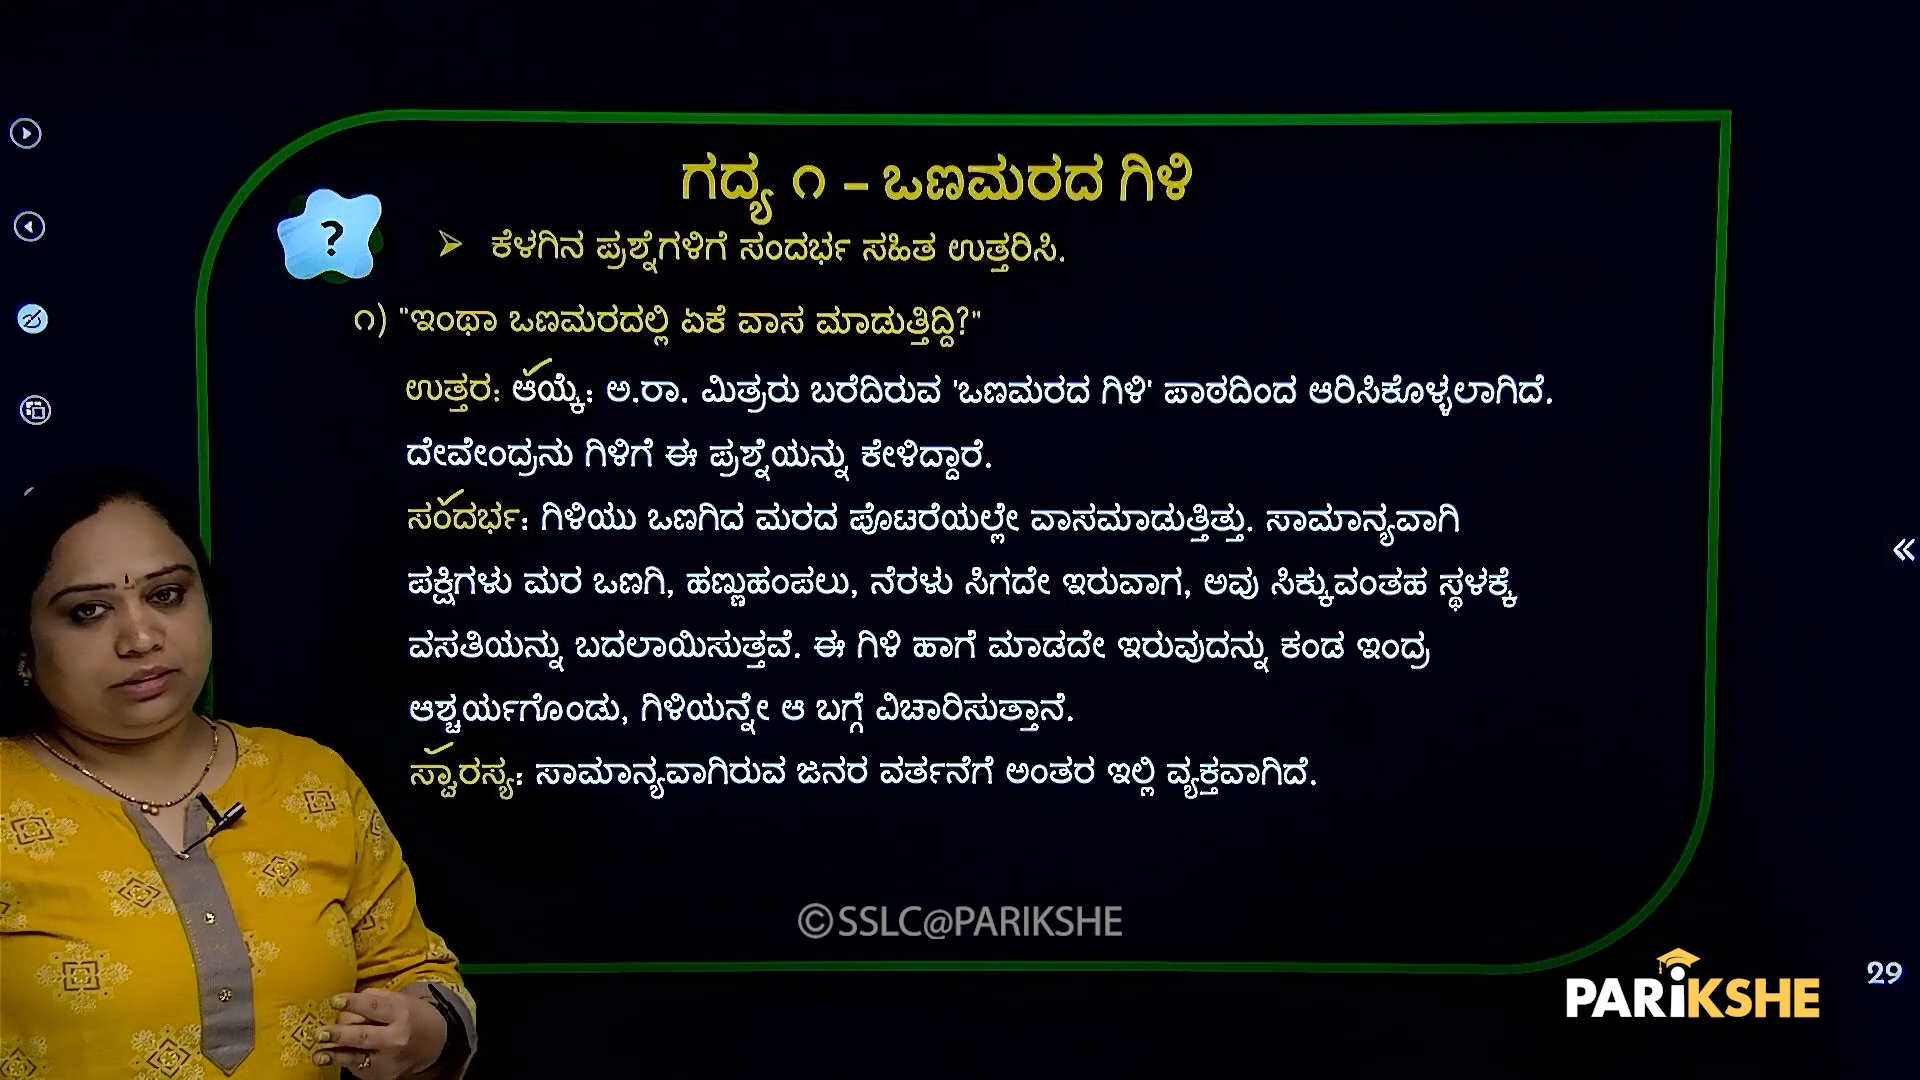 ಗದ್ಯ ೧ – ಒಣಮರದ ಗಿಳಿ
?
➢ ಕೆಳಗಿನ ಪ್ರಶ್ನೆಗಳಿಗೆ ಸಂದರ್ಭ ಸಹಿತ ಉತ್ತರಿಸಿ.
೧) "ಇಂಥಾ ಒಣಮರದಲ್ಲಿ ಏಕೆ ವಾಸ ಮಾಡುತ್ತಿದ್ದಿ?"
ಉತ್ತರ: ಆಯ್ಕೆ: ಅ.ರಾ. ಮಿತ್ರರು ಬರೆದಿರುವ 'ಒಣಮರದ ಗಿಳಿ' ಪಾಠದಿಂದ ಆರಿಸಿಕೊಳ್ಳಲಾಗಿದೆ.
ದೇವೇಂದ್ರನು ಗಿಳಿಗೆ ಈ ಪ್ರಶ್ನೆಯನ್ನು ಕೇಳಿದ್ದಾರೆ.
ಸಂದರ್ಭ: ಗಿಳಿಯು ಒಣಗಿದ ಮರದ ಪೊಟರೆಯಲ್ಲೇ ವಾಸಮಾಡುತ್ತಿತ್ತು. ಸಾಮಾನ್ಯವಾಗಿ
ಪಕ್ಷಿಗಳು ಮರ ಒಣಗಿ, ಹಣ್ಣುಹಂಪಲು, ನೆರಳು ಸಿಗದೇ ಇರುವಾಗ, ಅವು ಸಿಕ್ಕುವಂತಹ ಸ್ಥಳಕ್ಕೆ
ವಸತಿಯನ್ನು ಬದಲಾಯಿಸುತ್ತವೆ. ಈ ಗಿಳಿ ಹಾಗೆ ಮಾಡದೇ ಇರುವುದನ್ನು ಕಂಡ ಇಂದ್ರ
ಆಶ್ಚರ್ಯಗೊಂಡು, ಗಿಳಿಯನ್ನೇ ಆ ಬಗ್ಗೆ ವಿಚಾರಿಸುತ್ತಾನೆ.
ಸ್ವಾರಸ್ಯ: ಸಾಮಾನ್ಯವಾಗಿರುವ ಜನರ ವರ್ತನೆಗೆ ಅಂತರ ಇಲ್ಲಿ ವ್ಯಕ್ತವಾಗಿದೆ.
©SSLC@PARIKSHE
PARIKSHE
29